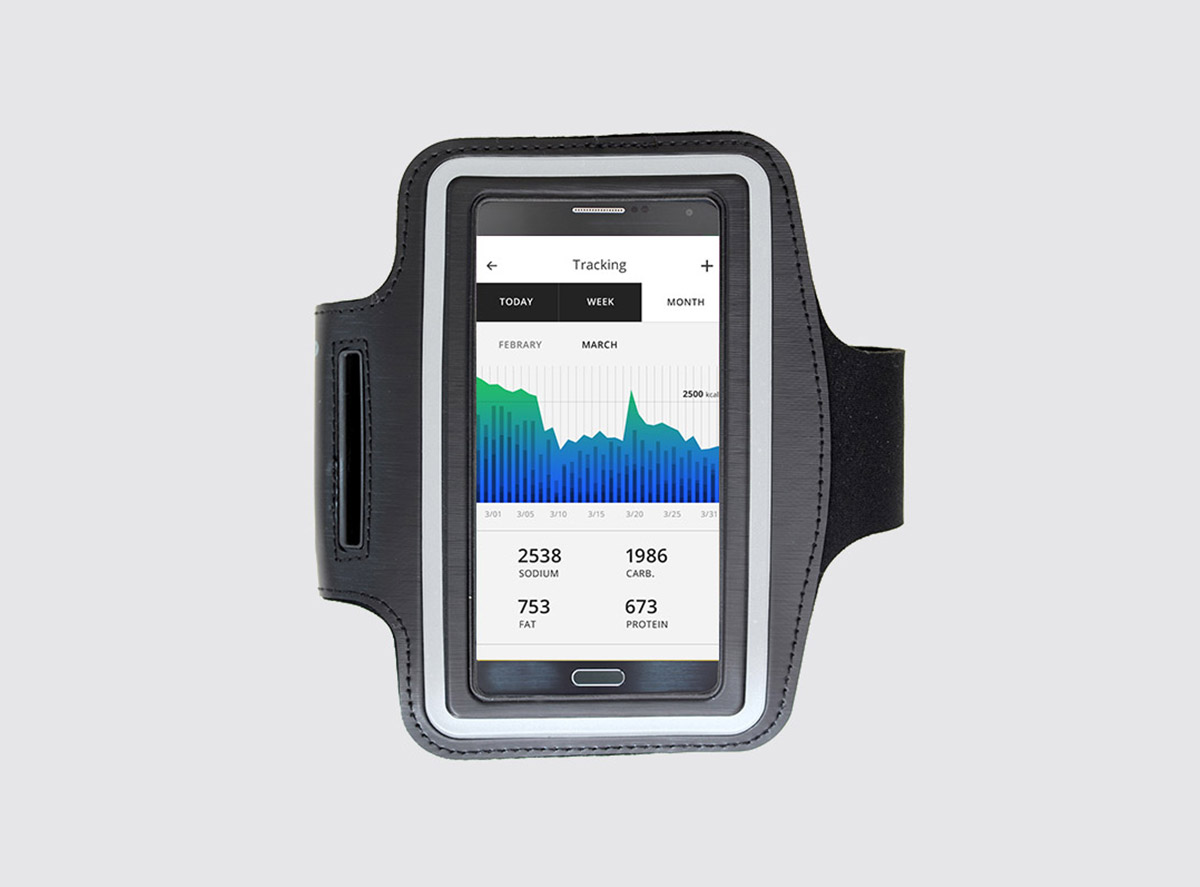 Tracking
TODAY WEEK MONTH
FEBRARY MARCH
2500 kcal
3/01 3/05 3/10 3/15 3/20 3/25 3/31
2538 1986
SODIUM CARB.
753 673
FAT PROTEIN